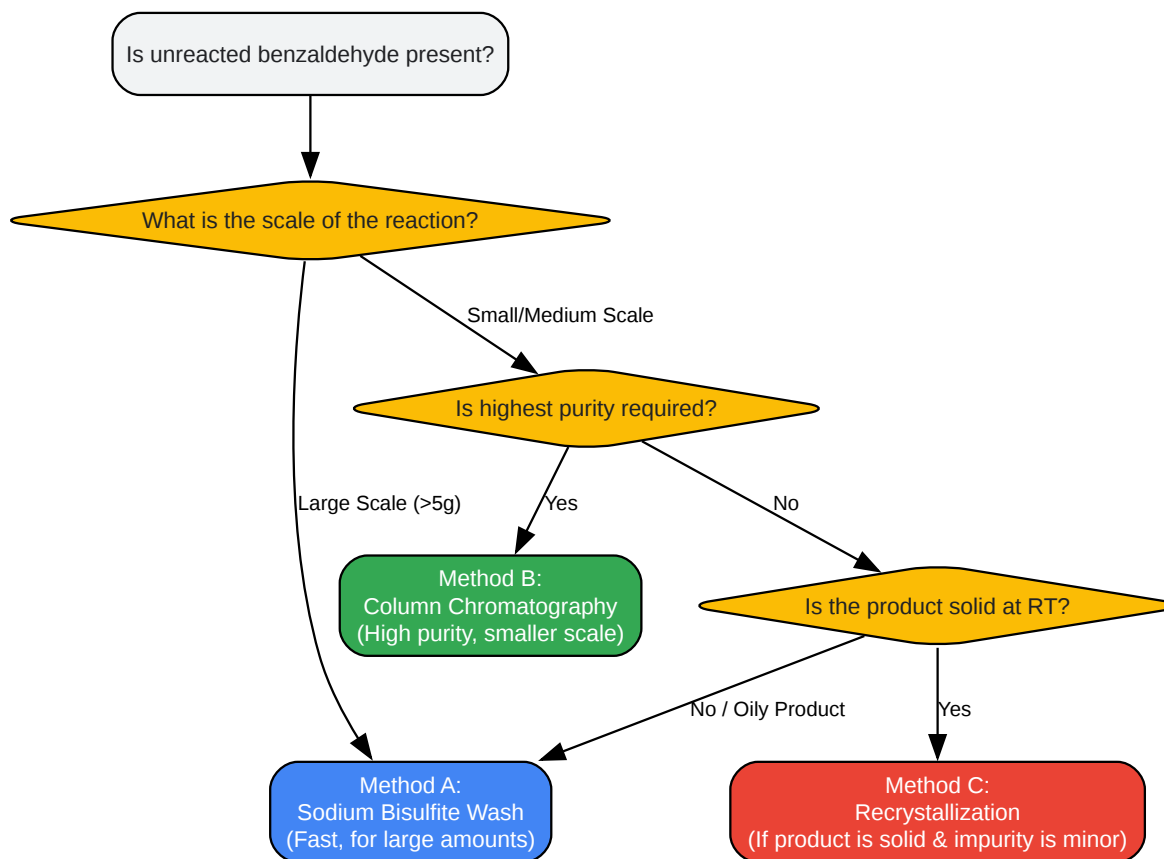 Is unreacted benzaldehyde present?
What is the scale of the reaction?
Small/Medium Scale
Is highest purity required?
Large Scale (>5g)
Yes
No
Method B:
Column Chromatography
(High purity, smaller scale)
Is the product solid at RT?
No / Oily Product
Yes
Method A:
Sodium Bisulfite Wash
(Fast, for large amounts)
Method C:
Recrystallization
(If product is solid & impurity is minor)